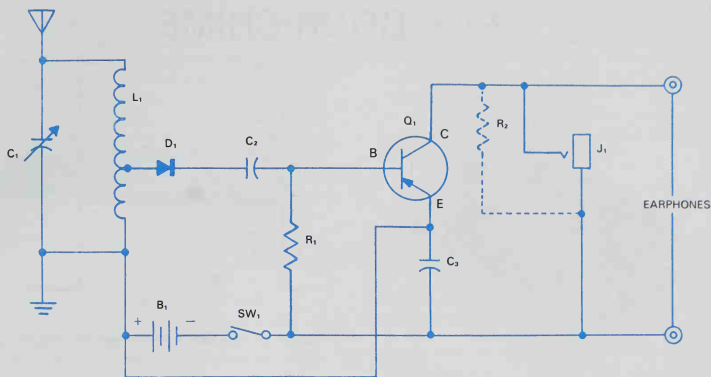 L₁
Q₁
C
R₂
D₁
C₂
B
J₁
C₁
E
EARPHONES
R₁
C₃
B₁
SW₁
+
−